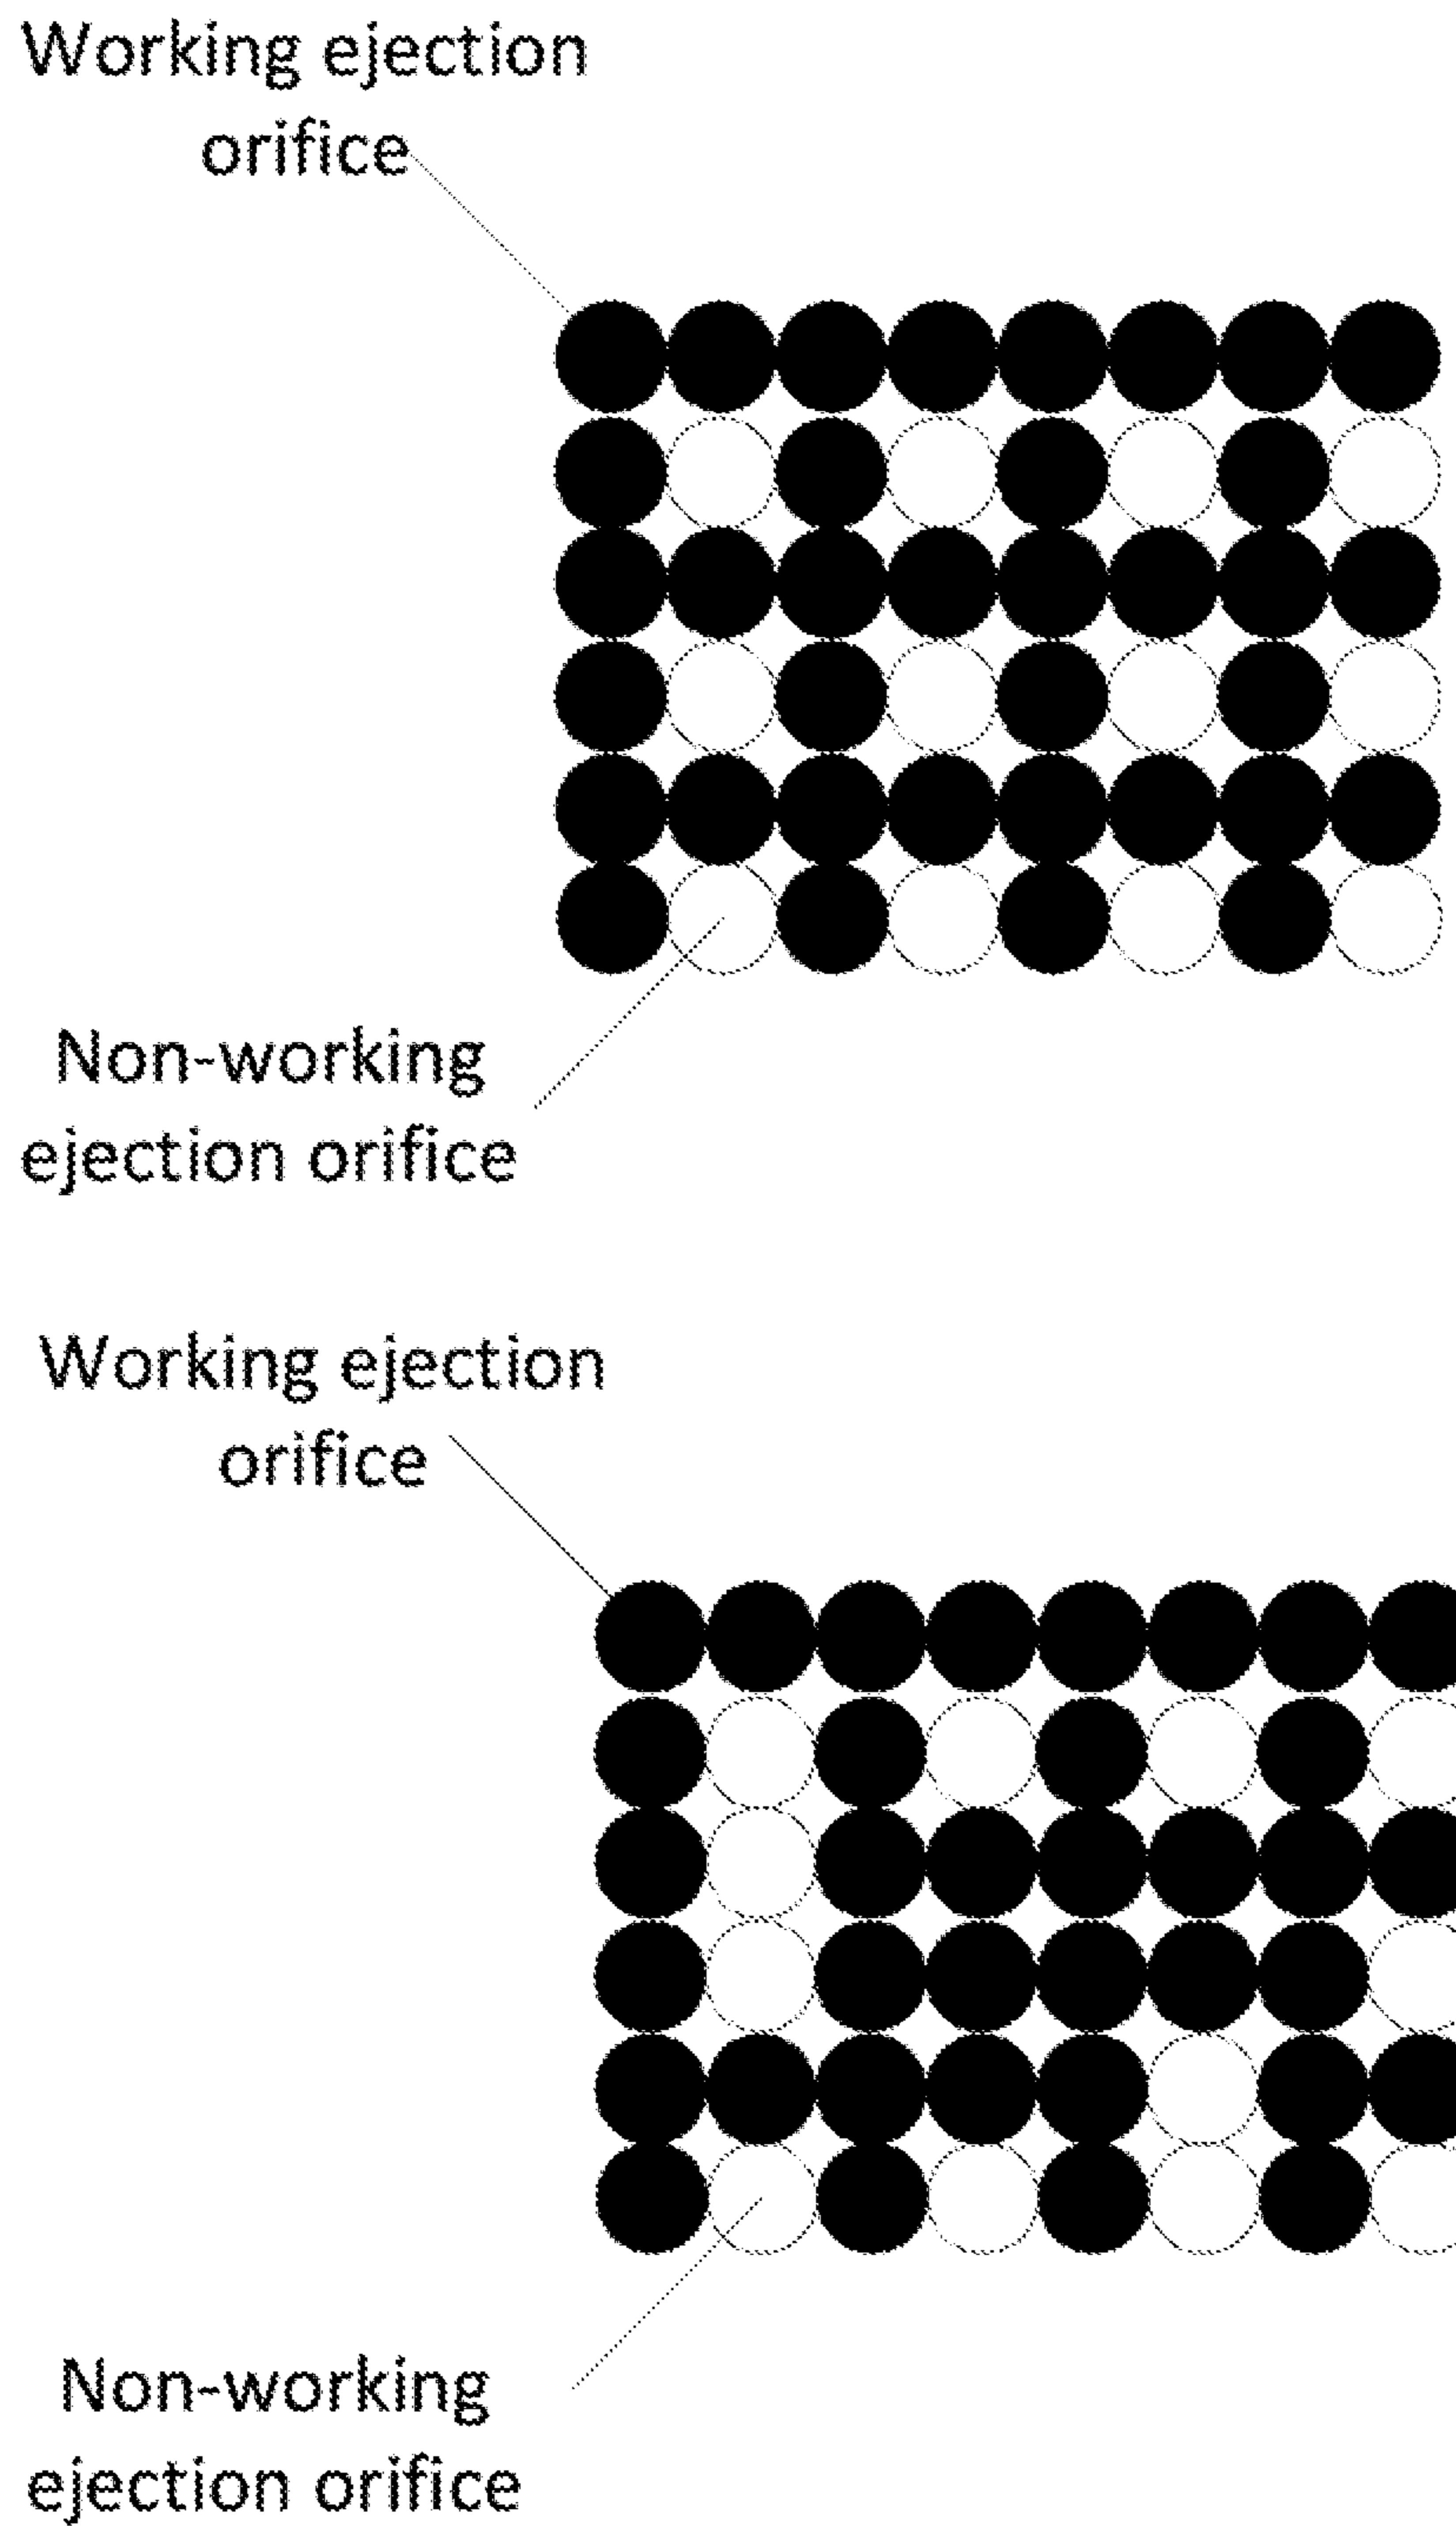 Working ejection
orifice
Non-working
ejection orifice
Working ejection
orifice
Non-working
ejection orifice